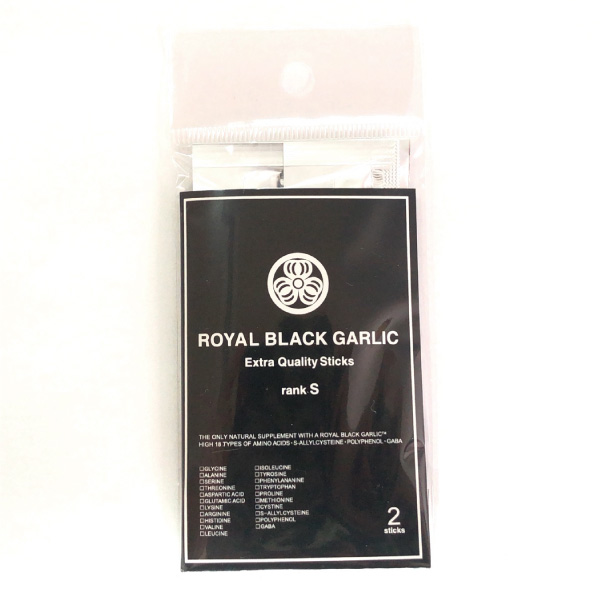 ROYAL BLACK GARLIC
Extra Quality Sticks
rank S
THE ONLY NATURAL SUPPLEMENT WITH A ROYAL BLACK GARLIC™
HIGH 18 TYPES OF AMINO ACIDS・S-ALLYLCYSTEINE・POLYPHENOL・GABA
☐GLYCINE
☐ALANINE
☐SERINE
☐THREONINE
☐ASPARTIC ACID
☐GLUTAMIC ACID
☐LYSINE
☐ARGININE
☐HISTIDINE
☐VALINE
☐LEUCINE
☐ISOLEUCINE
☐TYROSINE
☐PHENYLANANINE
☐TRYPTOPHAN
☐PROLINE
☐METHIONINE
☐CYSTINE
☐S-ALLYLCYSTEINE
☐POLYPHENOL
☐GABA
2
sticks